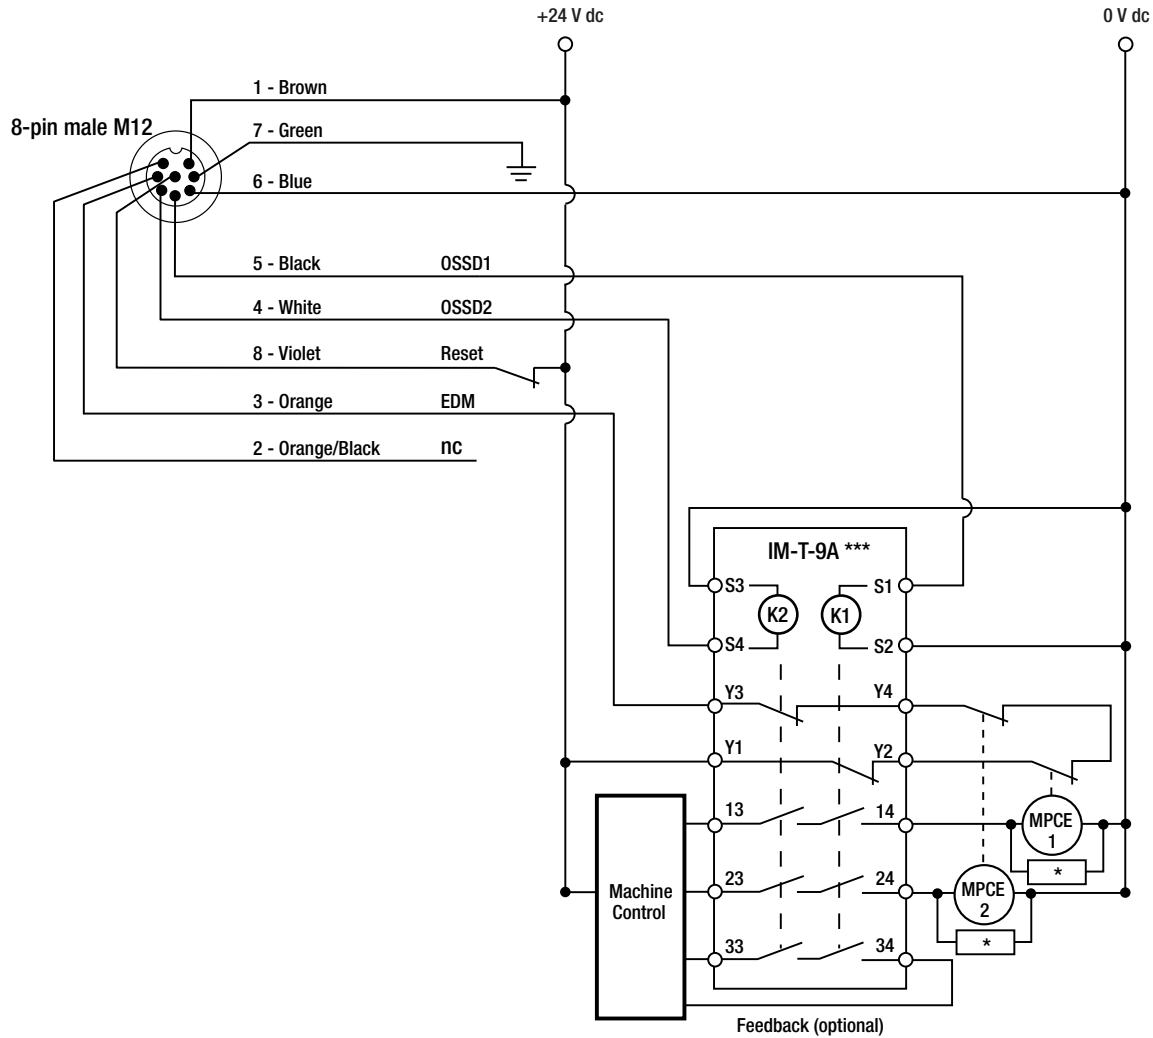 +24 V dc
0 V dc
8-pin male M12
1 - Brown
7 - Green
6 - Blue
5 - Black OSSD1
4 - White OSSD2
8 - Violet Reset
3 - Orange EDM
2 - Orange/Black nc
IM-T-9A ***
S3 S1
K2 K1
S4 S2
Y3 Y4
Y1 Y2
13 14
MPCE
1
*
23 24
Machine
Control
MPCE
2
*
33 34
Feedback (optional)